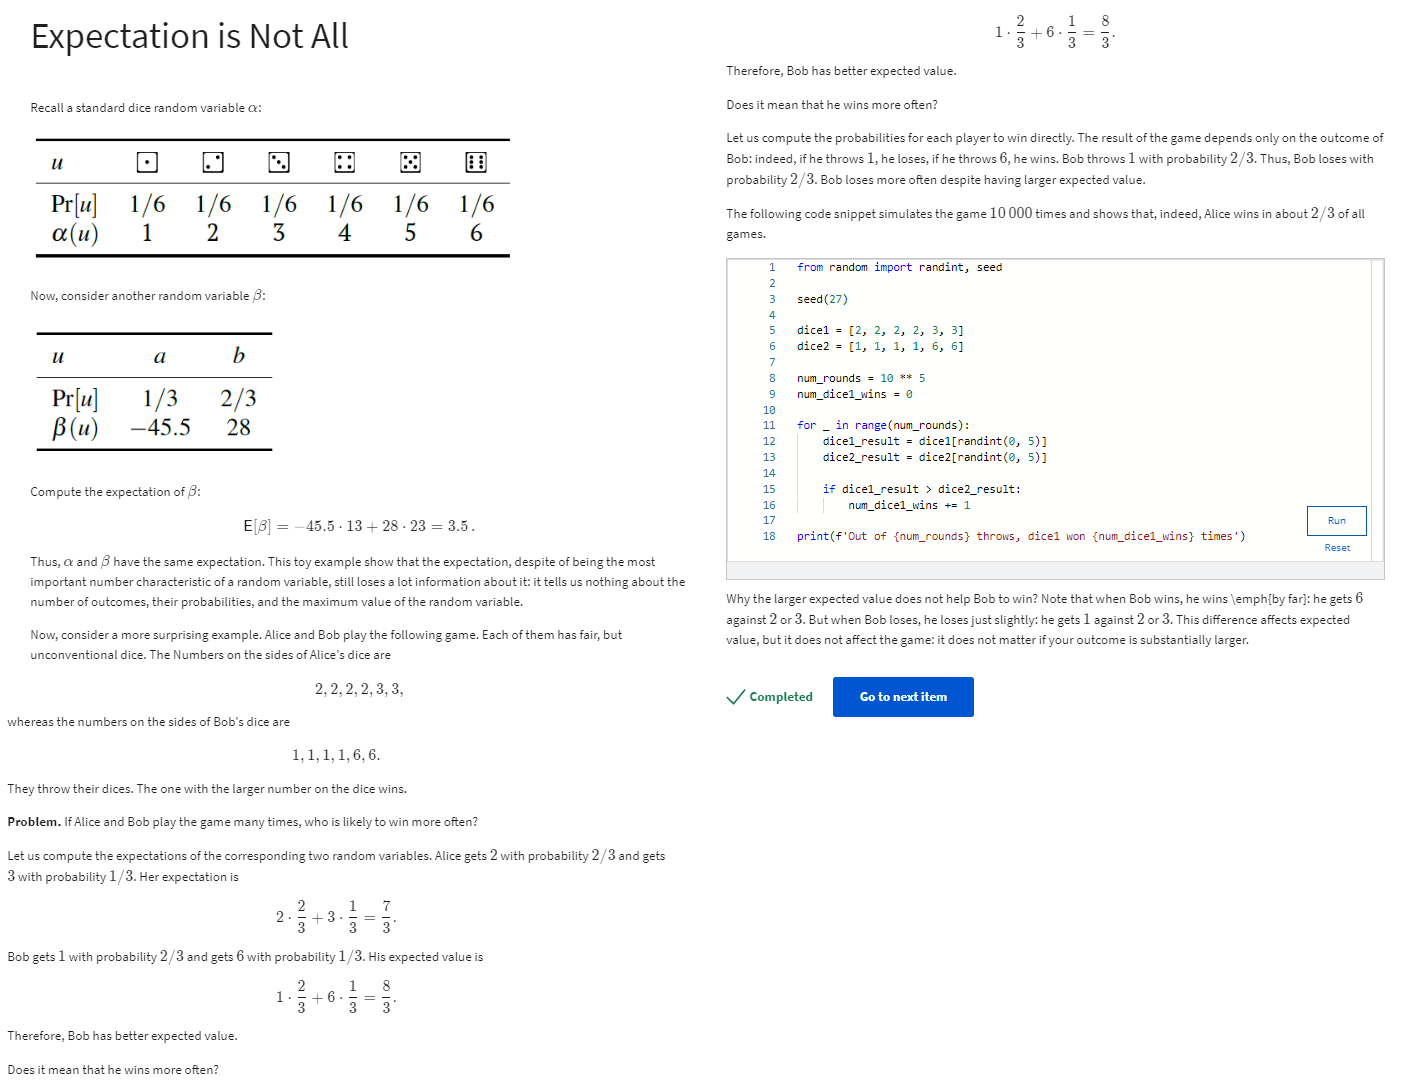 Expectation is Not All
Recall a standard dice random variable α:
u
Pr[u] 1/6 1/6 1/6 1/6 1/6 1/6
α(u) 1 2 3 4 5 6
Now, consider another random variable β:
u a b
Pr[u] 1/3 2/3
β(u) −45.5 28
Compute the expectation of β:
E[β] = −45.5 · 13 + 28 · 23 = 3.5 .
Thus, α and β have the same expectation. This toy example show that the expectation, despite of being the most
important number characteristic of a random variable, still loses a lot information about it: it tells us nothing about the
number of outcomes, their probabilities, and the maximum value of the random variable.
Now, consider a more surprising example. Alice and Bob play the following game. Each of them has fair, but
unconventional dice. The Numbers on the sides of Alice's dice are
2, 2, 2, 2, 3, 3,
whereas the numbers on the sides of Bob's dice are
1, 1, 1, 1, 6, 6.
They throw their dices. The one with the larger number on the dice wins.
Problem. If Alice and Bob play the game many times, who is likely to win more often?
Let us compute the expectations of the corresponding two random variables. Alice gets 2 with probability 2/3 and gets
3 with probability 1/3. Her expectation is
2 · 2/3 + 3 · 1/3 = 7/3.
Bob gets 1 with probability 2/3 and gets 6 with probability 1/3. His expected value is
1 · 2/3 + 6 · 1/3 = 8/3.
Therefore, Bob has better expected value.
Does it mean that he wins more often?
1 · 2/3 + 6 · 1/3 = 8/3.
Therefore, Bob has better expected value.
Does it mean that he wins more often?
Let us compute the probabilities for each player to win directly. The result of the game depends only on the outcome of
Bob: indeed, if he throws 1, he loses, if he throws 6, he wins. Bob throws 1 with probability 2/3. Thus, Bob loses with
probability 2/3. Bob loses more often despite having larger expected value.
The following code snippet simulates the game 10 000 times and shows that, indeed, Alice wins in about 2/3 of all
games.
1 from random import randint, seed
2
3 seed(27)
4
5 dice1 = [2, 2, 2, 2, 3, 3]
6 dice2 = [1, 1, 1, 1, 6, 6]
7
8 num_rounds = 10 ** 5
9 num_dice1_wins = 0
10
11 for _ in range(num_rounds):
12 dice1_result = dice1[randint(0, 5)]
13 dice2_result = dice2[randint(0, 5)]
14
15 if dice1_result > dice2_result:
16 num_dice1_wins += 1
17
18 print(f'Out of {num_rounds} throws, dice1 won {num_dice1_wins} times')
Run
Reset
Why the larger expected value does not help Bob to win? Note that when Bob wins, he wins \emph{by far}: he gets 6
against 2 or 3. But when Bob loses, he loses just slightly: he gets 1 against 2 or 3. This difference affects expected
value, but it does not affect the game: it does not matter if your outcome is substantially larger.
Completed
Go to next item